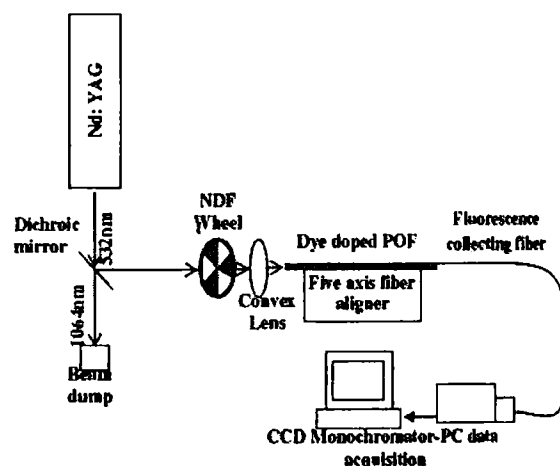 Nd: YAG
Dichroic
mirror
532nm
1064nm
Beam
dump
NDF
Wheel
Convex
Lens
Dye doped POF
Five axis fiber
aligner
Fluorescence
collecting fiber
CCD Monochromator-PC data
acquisition